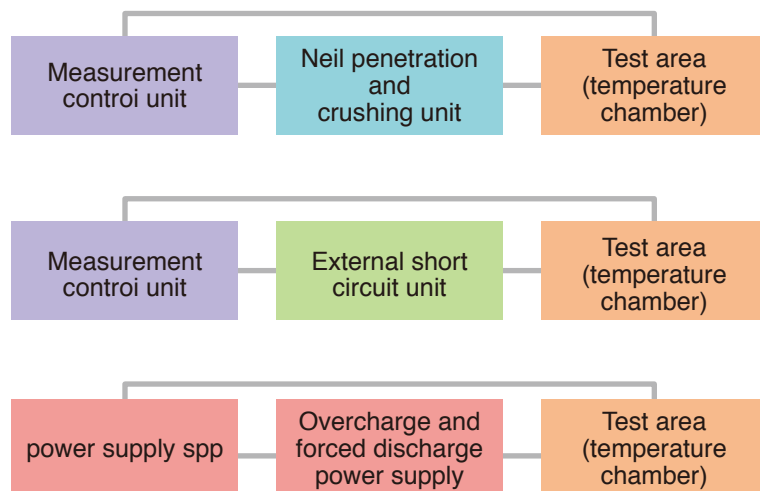 Measurement
controi unit
Neil penetration
and
crushing unit
Test area
(temperature
chamber)
Measurement
controi unit
External short
circuit unit
Test area
(temperature
chamber)
power supply spp
Overcharge and
forced discharge
power supply
Test area
(temperature
chamber)